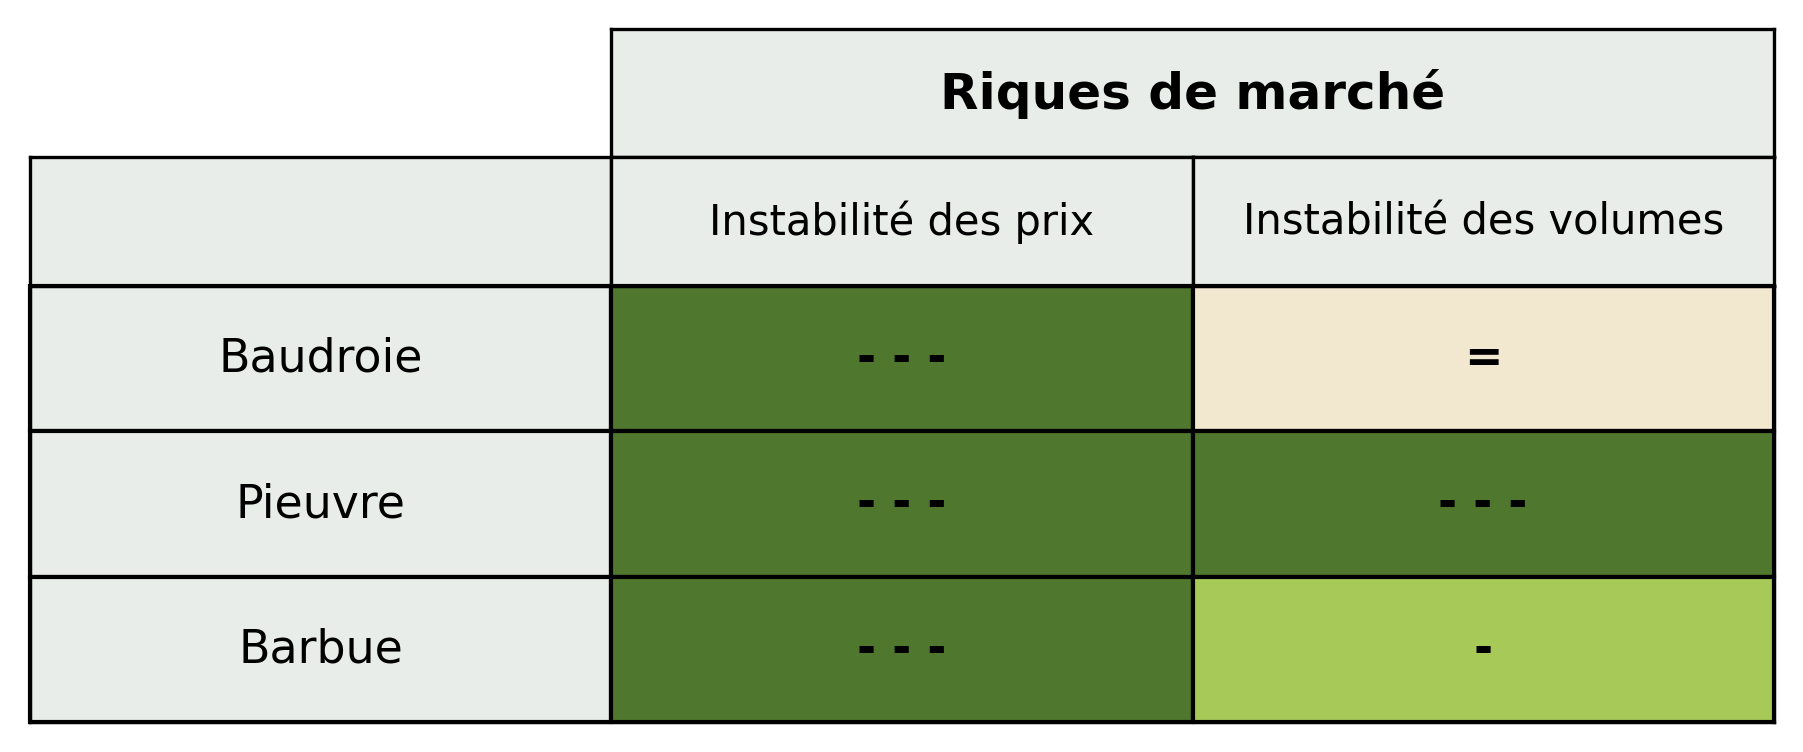 Riques de marché
Instabilité des prix Instabilité des volumes
Baudroie - - - =
Pieuvre - - - - - -
Barbue - - - -